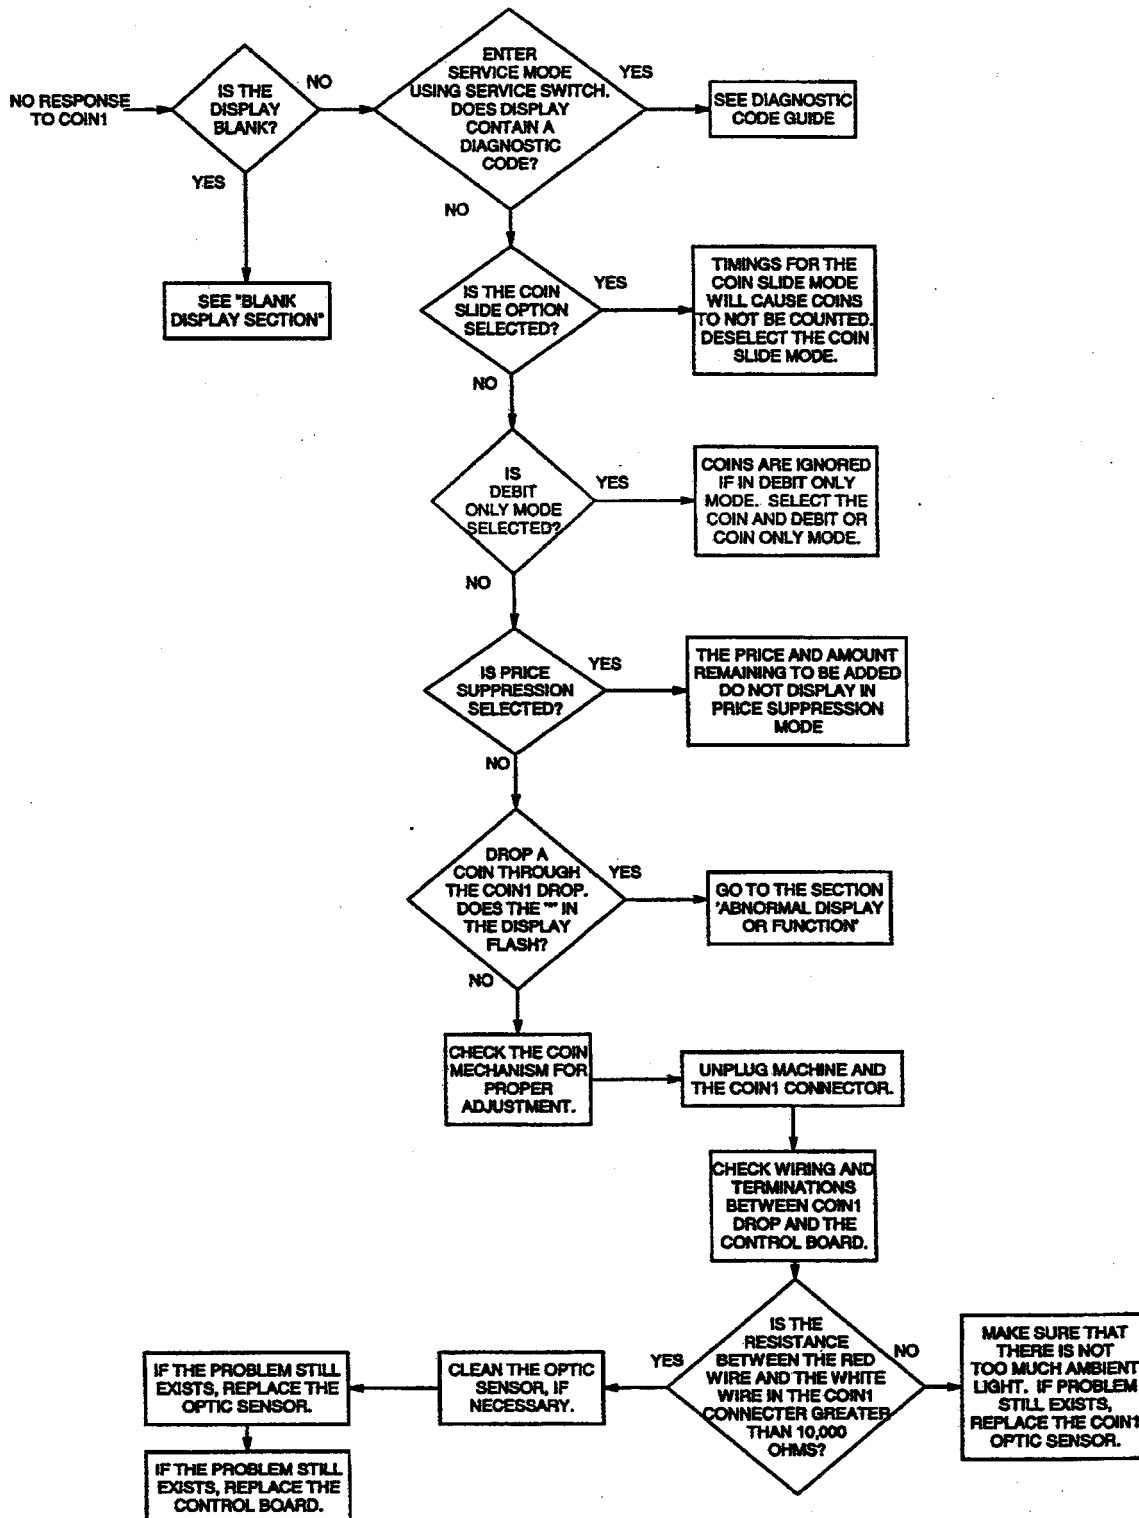 NO RESPONSE
TO COIN1
IS THE
DISPLAY
BLANK?
NO
YES
SEE "BLANK
DISPLAY SECTION"
ENTER
SERVICE MODE
USING SERVICE SWITCH.
DOES DISPLAY
CONTAIN A
DIAGNOSTIC
CODE?
YES
SEE DIAGNOSTIC
CODE GUIDE
NO
IS THE COIN
SLIDE OPTION
SELECTED?
YES
TIMINGS FOR THE
COIN SLIDE MODE
WILL CAUSE COINS
TO NOT BE COUNTED.
DESELECT THE COIN
SLIDE MODE.
NO
IS
DEBIT
ONLY MODE
SELECTED?
YES
COINS ARE IGNORED
IF IN DEBIT ONLY
MODE. SELECT THE
COIN AND DEBIT OR
COIN ONLY MODE.
NO
IS PRICE
SUPPRESSION
SELECTED?
YES
THE PRICE AND AMOUNT
REMAINING TO BE ADDED
DO NOT DISPLAY IN
PRICE SUPPRESSION
MODE
NO
DROP A
COIN THROUGH
THE COIN1 DROP.
DOES THE "" IN
THE DISPLAY
FLASH?
YES
GO TO THE SECTION
'ABNORMAL DISPLAY
OR FUNCTION'
NO
CHECK THE COIN
MECHANISM FOR
PROPER
ADJUSTMENT.
UNPLUG MACHINE AND
THE COIN1 CONNECTOR.
CHECK WIRING AND
TERMINATIONS
BETWEEN COIN1
DROP AND THE
CONTROL BOARD.
IS THE
RESISTANCE
BETWEEN THE RED
WIRE AND THE WHITE
WIRE IN THE COIN1
CONNECTER GREATER
THAN 10,000
OHMS?
NO
MAKE SURE THAT
THERE IS NOT
TOO MUCH AMBIENT
LIGHT. IF PROBLEM
STILL EXISTS,
REPLACE THE COIN1
OPTIC SENSOR.
YES
CLEAN THE OPTIC
SENSOR, IF
NECESSARY.
IF THE PROBLEM STILL
EXISTS, REPLACE THE
OPTIC SENSOR.
IF THE PROBLEM STILL
EXISTS, REPLACE THE
CONTROL BOARD.